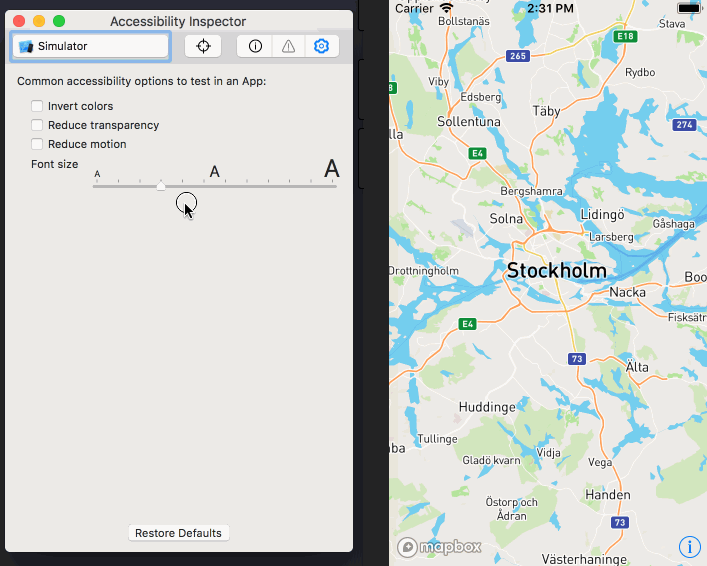 Accessibility Inspector
Simulator
Common accessibility options to test in an App:
Invert colors
Reduce transparency
Reduce motion
Font size
A
A
A
Restore Defaults
Carrier
2:31 PM
Bollstanäs
Stava
E18
265
Rydbo
Viby
Edsberg
Täby
Sollentuna
274
lla
E4
Bergshamra
Solna
Lidingö
Gåshaga
Larsberg
Drottningholm
Stockholm
Boo
Nacka
Fisksätr
E4
73
Älta
Huddinge
Tullinge
ba
Vidja
Gladö kvarn
Vega
Handen
Östorp och
Ådran
73
mapbox
Västerhaninge